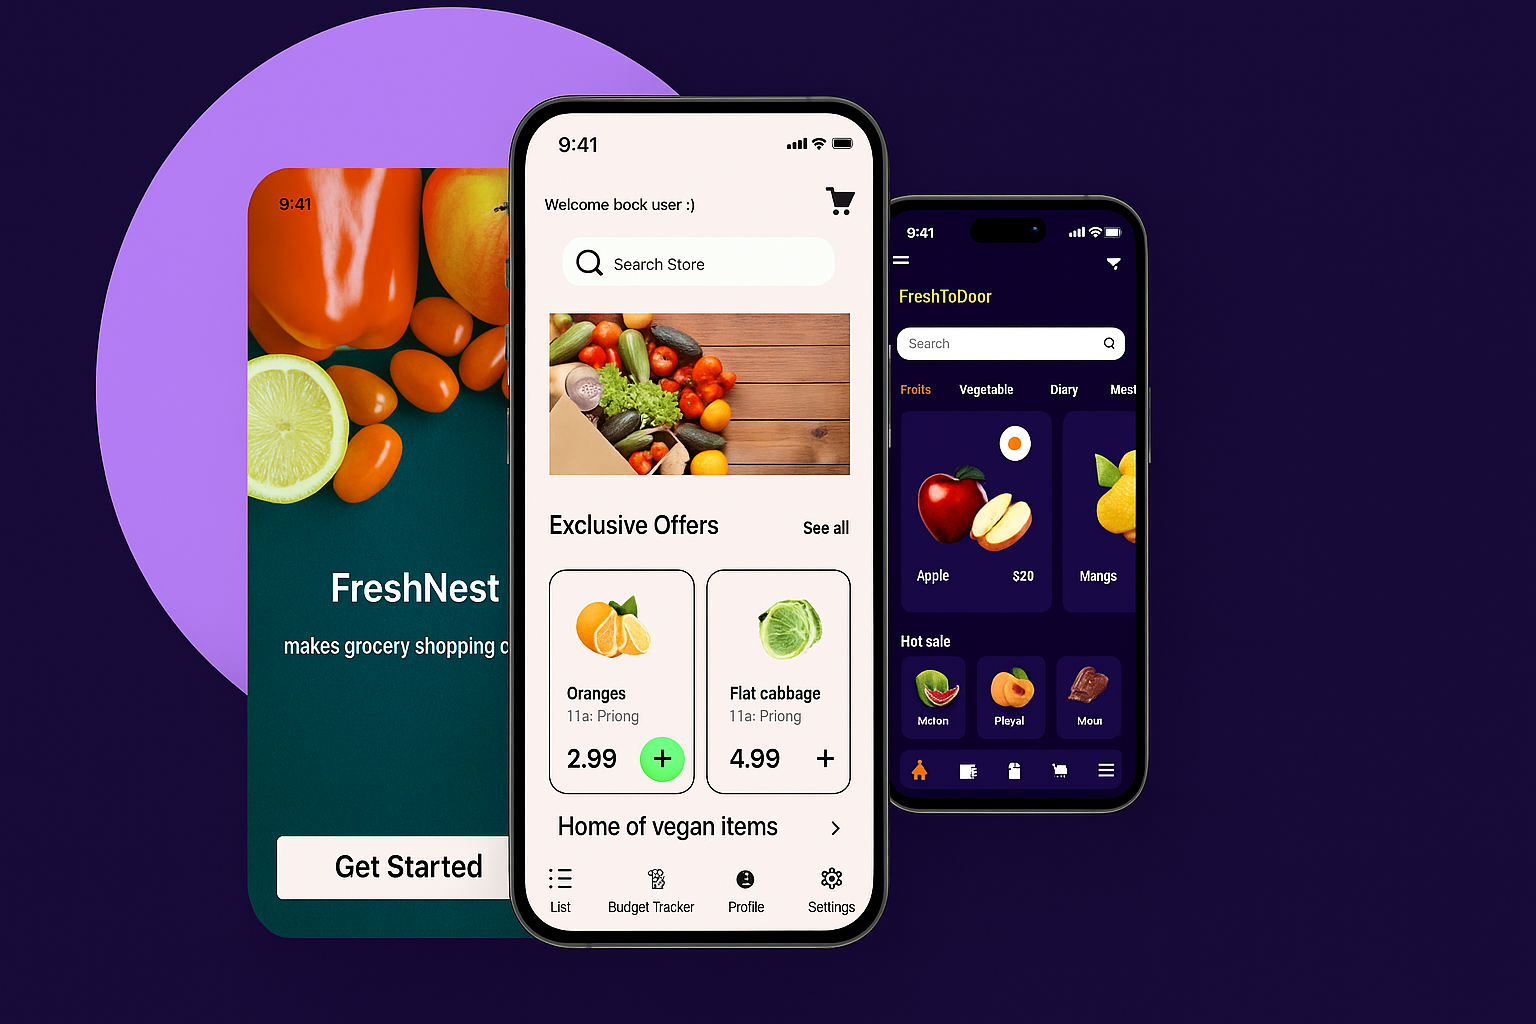 9:41
FreshNest
makes grocery shopping
Get Started
9:41
Welcome bock user :)
Search Store
Exclusive Offers
See all
Oranges
11a: Priong
2.99
+
Flat cabbage
11a: Priong
4.99
+
Home of vegan items
List
Budget Tracker
Profile
Settings
9:41
FreshToDoor
Search
Froits
Vegetable
Diary
Mest
Apple
$20
Mangs
Hot sale
Mcton
Pleyal
Moun